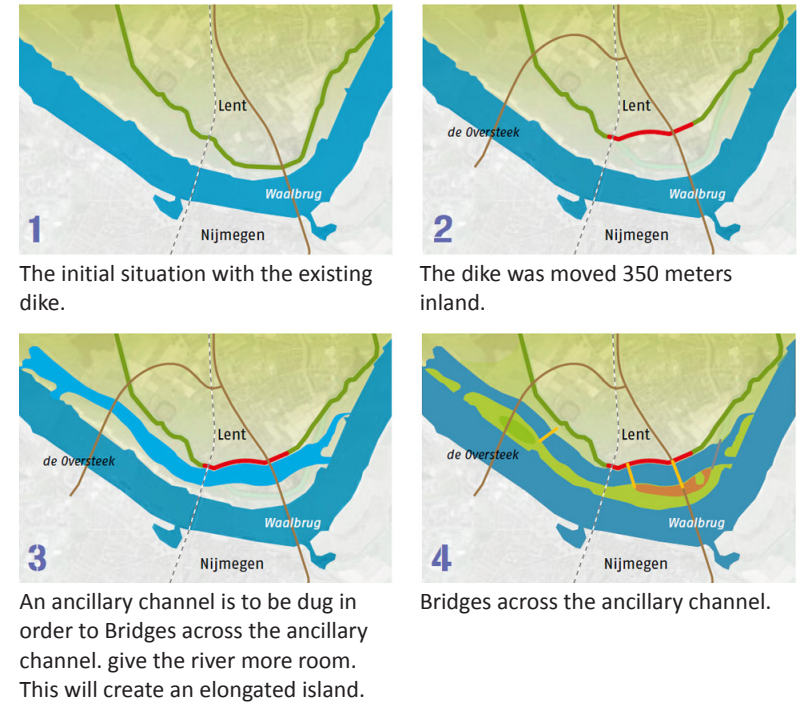 Lent
Waalbrug
1
Nijmegen
The initial situation with the existing
dike.
Lent
de Oversteek
Waalbrug
2
Nijmegen
The dike was moved 350 meters
inland.
Lent
de Oversteek
Waalbrug
3
Nijmegen
An ancillary channel is to be dug in
order to Bridges across the ancillary
channel. give the river more room.
This will create an elongated island.
Lent
de Oversteek
Waalbrug
4
Nijmegen
Bridges across the ancillary channel.